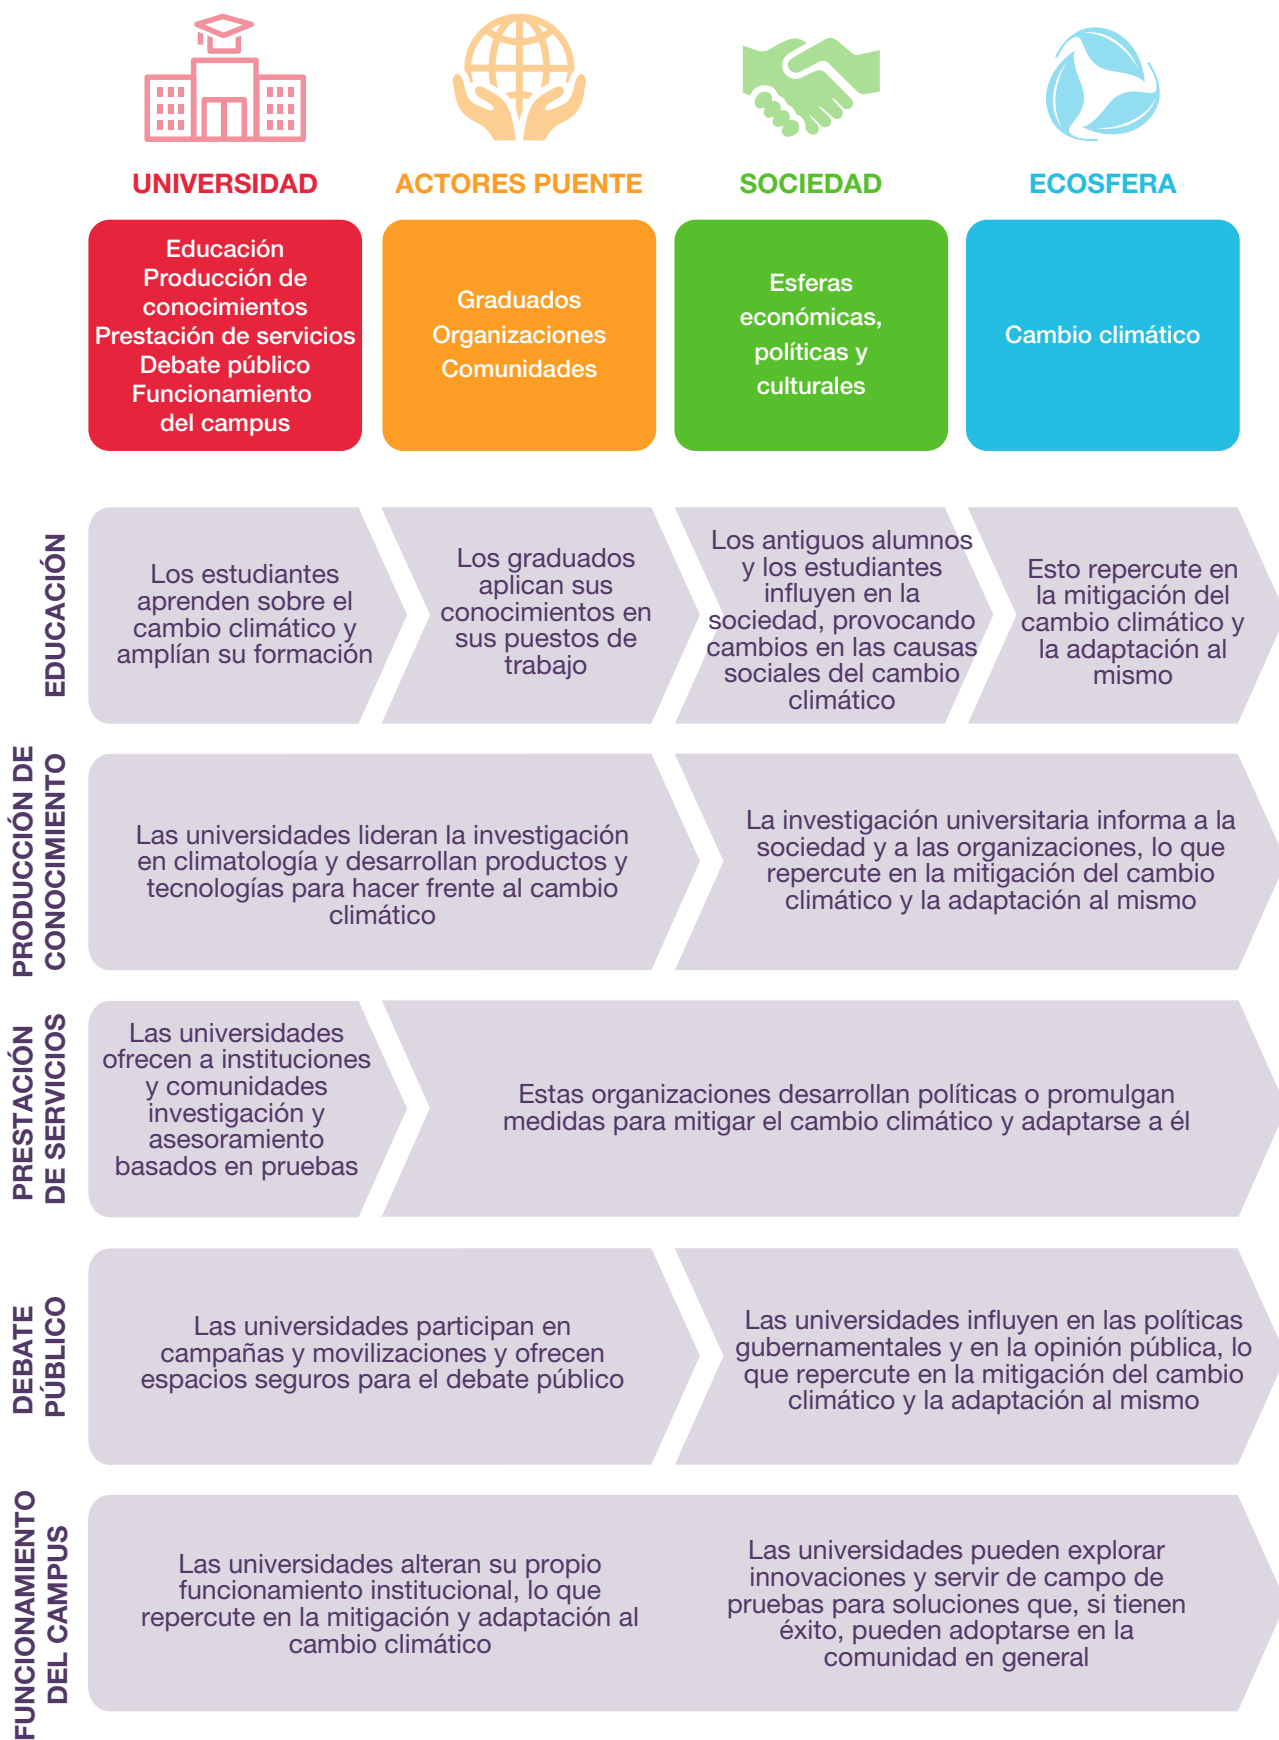 UNIVERSIDAD
ACTORES PUENTE
SOCIEDAD
ECOSFERA
Educación
Producción de
conocimientos
Prestación de servicios
Debate público
Funcionamiento
del campus
Graduados
Organizaciones
Comunidades
Esferas
económicas,
políticas y
culturales
Cambio climático
EDUCACIÓN
Los estudiantes
aprenden sobre el
cambio climático y
amplían su formación
Los graduados
aplican sus
conocimientos en
sus puestos de
trabajo
Los antiguos alumnos
y los estudiantes
influyen en la
sociedad, provocando
cambios en las causas
sociales del cambio
climático
Esto repercute en
la mitigación del
cambio climático y
la adaptación al
mismo
PRODUCCIÓN DE
CONOCIMIENTO
Las universidades lideran la investigación
en climatología y desarrollan productos y
tecnologías para hacer frente al cambio
climático
La investigación universitaria informa a la
sociedad y a las organizaciones, lo que
repercute en la mitigación del cambio
climático y la adaptación al mismo
PRESTACIÓN
DE SERVICIOS
Las universidades
ofrecen a instituciones
y comunidades
investigación y
asesoramiento
basados en pruebas
Estas organizaciones desarrollan políticas o promulgan
medidas para mitigar el cambio climático y adaptarse a él
DEBATE
PÚBLICO
Las universidades participan en
campañas y movilizaciones y ofrecen
espacios seguros para el debate público
Las universidades influyen en las políticas
gubernamentales y en la opinión pública, lo
que repercute en la mitigación del cambio
climático y la adaptación al mismo
FUNCIONAMIENTO
DEL CAMPUS
Las universidades alteran su propio
funcionamiento institucional, lo que
repercute en la mitigación y adaptación al
cambio climático
Las universidades pueden explorar
innovaciones y servir de campo de
pruebas para soluciones que, si tienen
éxito, pueden adoptarse en la
comunidad en general